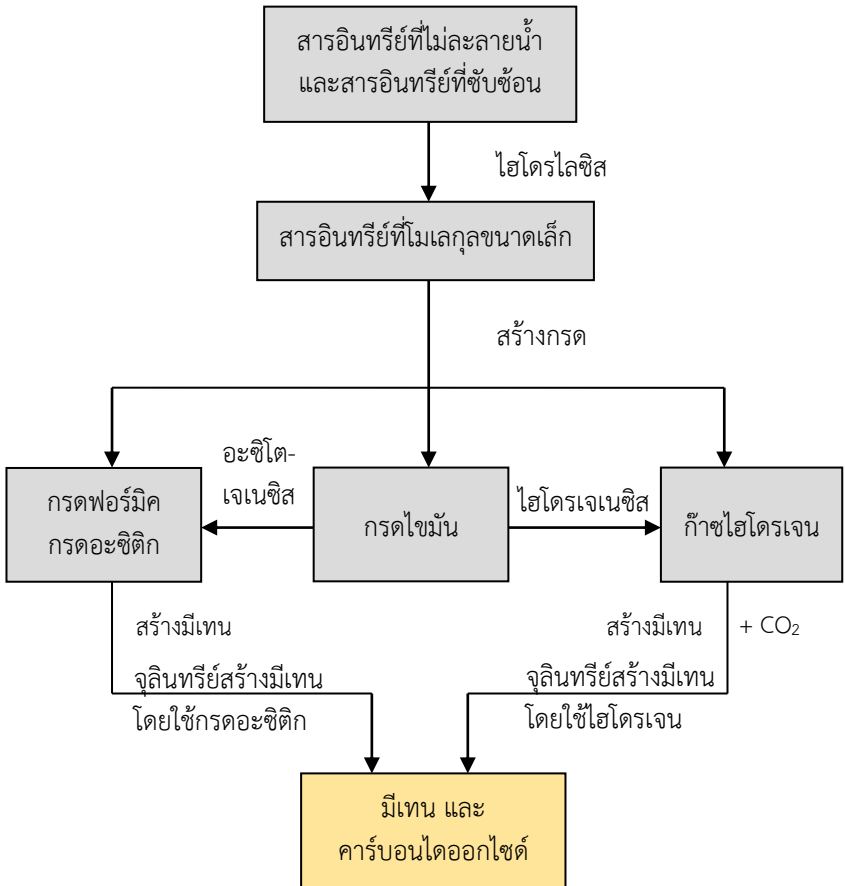 สารอินทรีย์ที่ไม่ละลายน้ำ
และสารอินทรีย์ที่ซับซ้อน
ไฮโดรไลซิส
สารอินทรีย์ที่โมเลกุลขนาดเล็ก
สร้างกรด
อะซิโต-
เจเนซิส
กรดฟอร์มิค
กรดอะซิติก
กรดไขมัน
ไฮโดรเจเนซิส
ก๊าซไฮโดรเจน
สร้างมีเทน
สร้างมีเทน
+ CO₂
จุลินทรีย์สร้างมีเทน
โดยใช้กรดอะซิติก
จุลินทรีย์สร้างมีเทน
โดยใช้ไฮโดรเจน
มีเทน และ
คาร์บอนไดออกไซด์